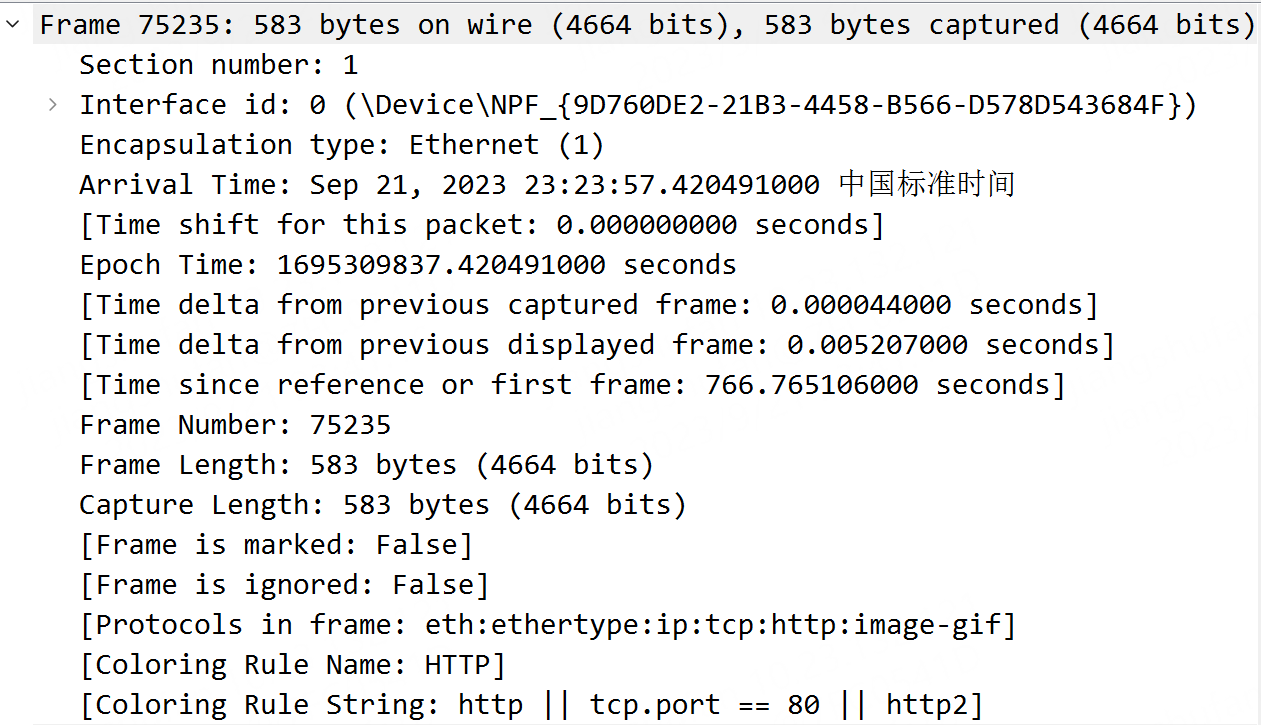 Frame 75235: 583 bytes on wire (4664 bits), 583 bytes captured (4664 bits)
Section number: 1
Interface id: 0 (\Device\NPF_{9D760DE2-21B3-4458-B566-D578D543684F})
Encapsulation type: Ethernet (1)
Arrival Time: Sep 21, 2023 23:23:57.420491000 中国标准时间
[Time shift for this packet: 0.000000000 seconds]
Epoch Time: 1695309837.420491000 seconds
[Time delta from previous captured frame: 0.000044000 seconds]
[Time delta from previous displayed frame: 0.005207000 seconds]
[Time since reference or first frame: 766.765106000 seconds]
Frame Number: 75235
Frame Length: 583 bytes (4664 bits)
Capture Length: 583 bytes (4664 bits)
[Frame is marked: False]
[Frame is ignored: False]
[Protocols in frame: eth:ethertype:ip:tcp:http:image-gif]
[Coloring Rule Name: HTTP]
[Coloring Rule String: http || tcp.port == 80 || http2]